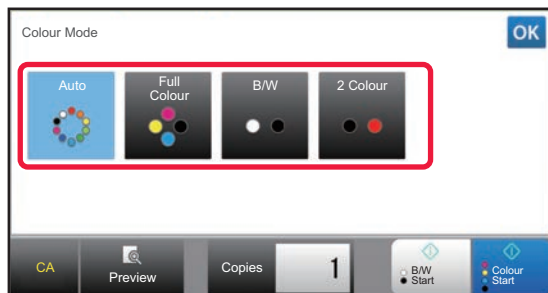 Colour Mode
OK
Auto
Full
Colour
B/W
2 Colour
CA
Preview
Copies
1
B/W
Start
Colour
Start